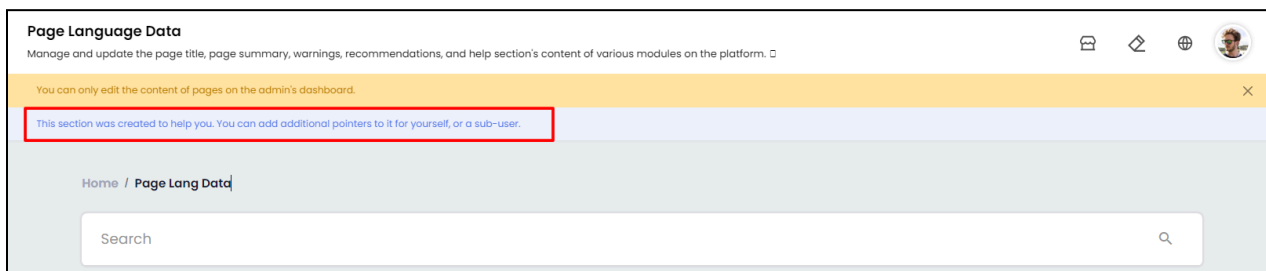 Page Language Data
Manage and update the page title, page summary, warnings, recommendations, and help section's content of various modules on the platform.
You can only edit the content of pages on the admin's dashboard.
This section was created to help you. You can add additional pointers to it for yourself, or a sub-user.
Home / Page Lang Data
Search